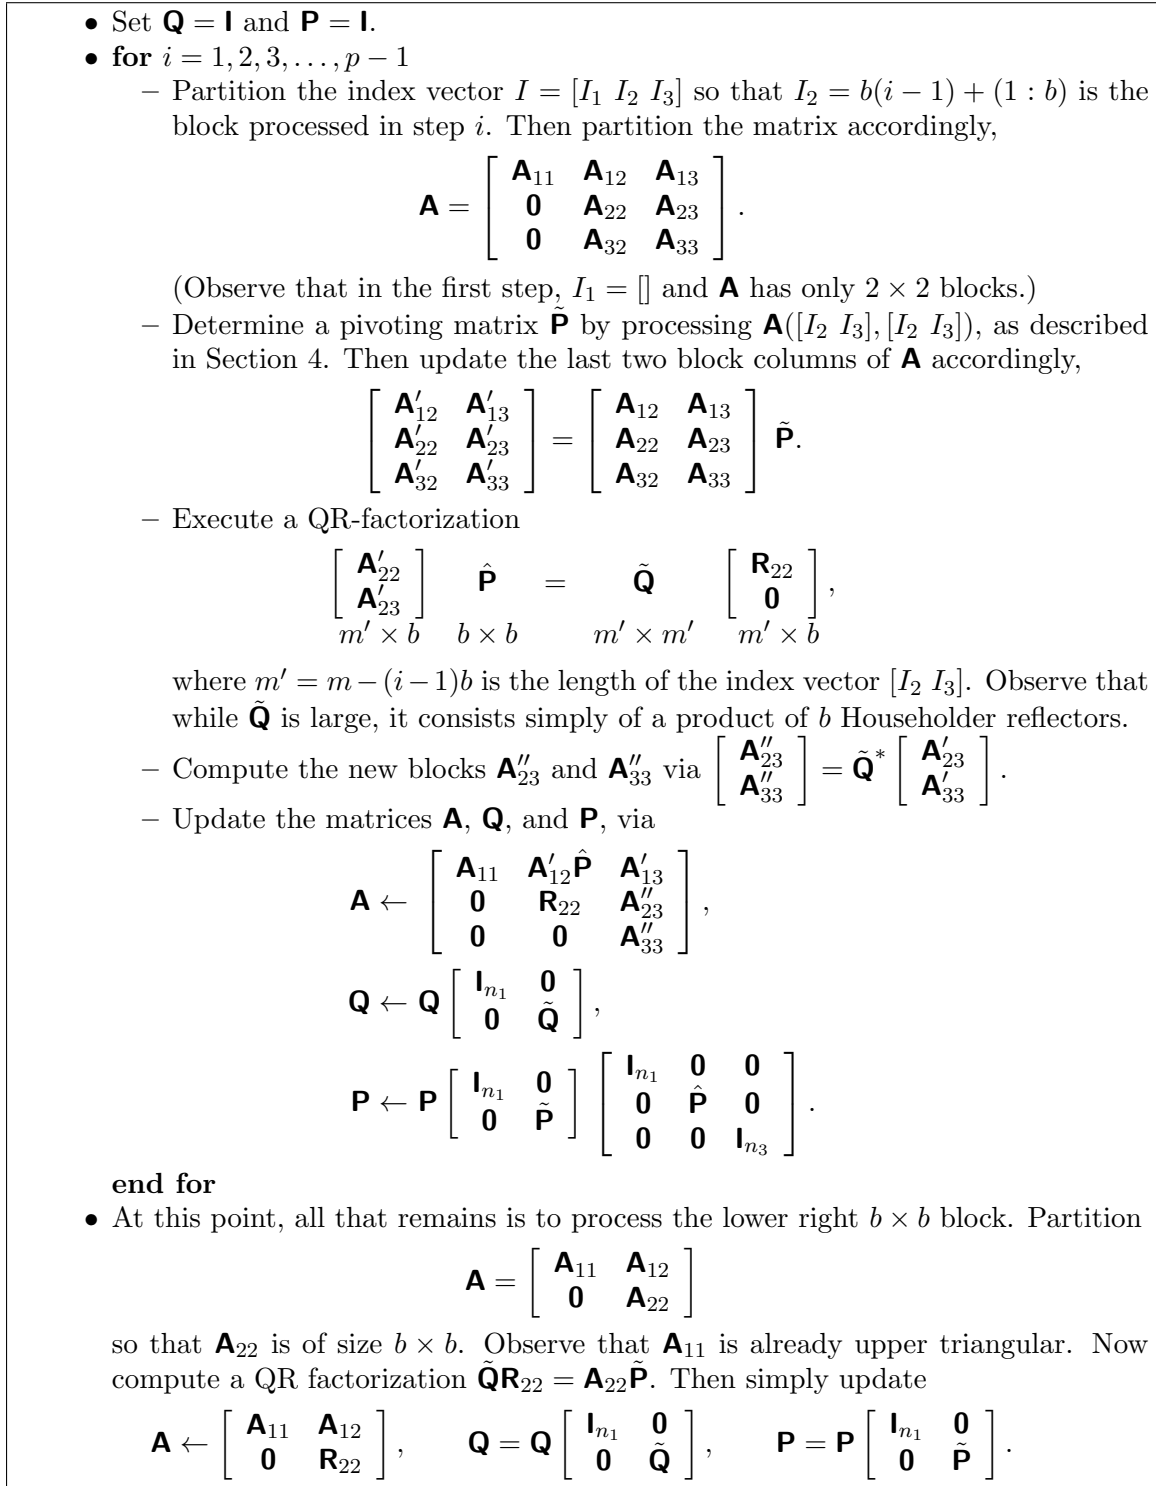 • Set Q = I and P = I.
• for i = 1, 2, 3, . . . , p − 1
– Partition the index vector I = [I₁ I₂ I₃] so that I₂ = b(i − 1) + (1 : b) is the
block processed in step i. Then partition the matrix accordingly,
A = [ A₁₁ A₁₂ A₁₃
0 A₂₂ A₂₃
0 A₃₂ A₃₃ ] .
(Observe that in the first step, I₁ = [] and A has only 2 × 2 blocks.)
– Determine a pivoting matrix P̃ by processing A([I₂ I₃], [I₂ I₃]), as described
in Section 4. Then update the last two block columns of A accordingly,
[ A′₁₂ A′₁₃ ] = [ A₁₂ A₁₃ ]
[ A′₂₂ A′₂₃ ] = [ A₂₂ A₂₃ ] P̃.
[ A′₃₂ A′₃₃ ] = [ A₃₂ A₃₃ ]
– Execute a QR-factorization
[ A′₂₂ ; A′₂₃ ] P̂ = Q̃ [ R₂₂ ; 0 ] ,
m′ × b b × b m′ × m′ m′ × b
where m′ = m − (i − 1)b is the length of the index vector [I₂ I₃]. Observe that
while Q̃ is large, it consists simply of a product of b Householder reflectors.
– Compute the new blocks A″₂₃ and A″₃₃ via [ A″₂₃ ; A″₃₃ ] = Q̃* [ A′₂₃ ; A′₃₃ ] .
– Update the matrices A, Q, and P, via
A ← [ A₁₁ A′₁₂P̂ A′₁₃
0 R₂₂ A″₂₃
0 0 A″₃₃ ] ,
Q ← Q [ Iₙ₁ 0 ; 0 Q̃ ] ,
P ← P [ Iₙ₁ 0 ; 0 P̃ ] [ Iₙ₁ 0 0 ; 0 P̂ 0 ; 0 0 Iₙ₃ ] .
end for
• At this point, all that remains is to process the lower right b × b block. Partition
A = [ A₁₁ A₁₂ ; 0 A₂₂ ]
so that A₂₂ is of size b × b. Observe that A₁₁ is already upper triangular. Now
compute a QR factorization Q̃R₂₂ = A₂₂P̃. Then simply update
A ← [ A₁₁ A₁₂ ; 0 R₂₂ ] , Q = Q [ Iₙ₁ 0 ; 0 Q̃ ] , P = P [ Iₙ₁ 0 ; 0 P̃ ] .